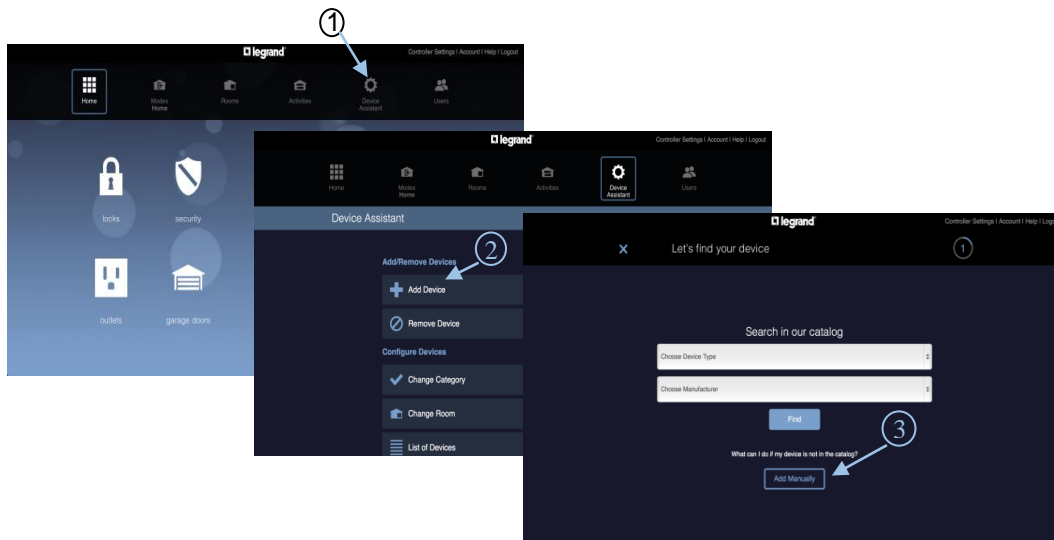 1
legrand
Controller Settings I Account I Help I Logout
Home
Modes
Home
Rooms
Activities
Device
Assistant
Users
locks
security
outlets
garage doors
legrand
Controller Settings I Account I Help I Logout
Home
Modes
Home
Rooms
Activities
Device
Assistant
Users
Device Assistant
2
Add/Remove Devices
Add Device
Remove Device
Configure Devices
Change Category
Change Room
List of Devices
legrand
Controller Settings I Account I Help I Logo
x
Let's find your device
1
Search in our catalog
Choose Device Type
Choose Manufacturer
Find
3
What can I do if my device is not in the catalog?
Add Manually